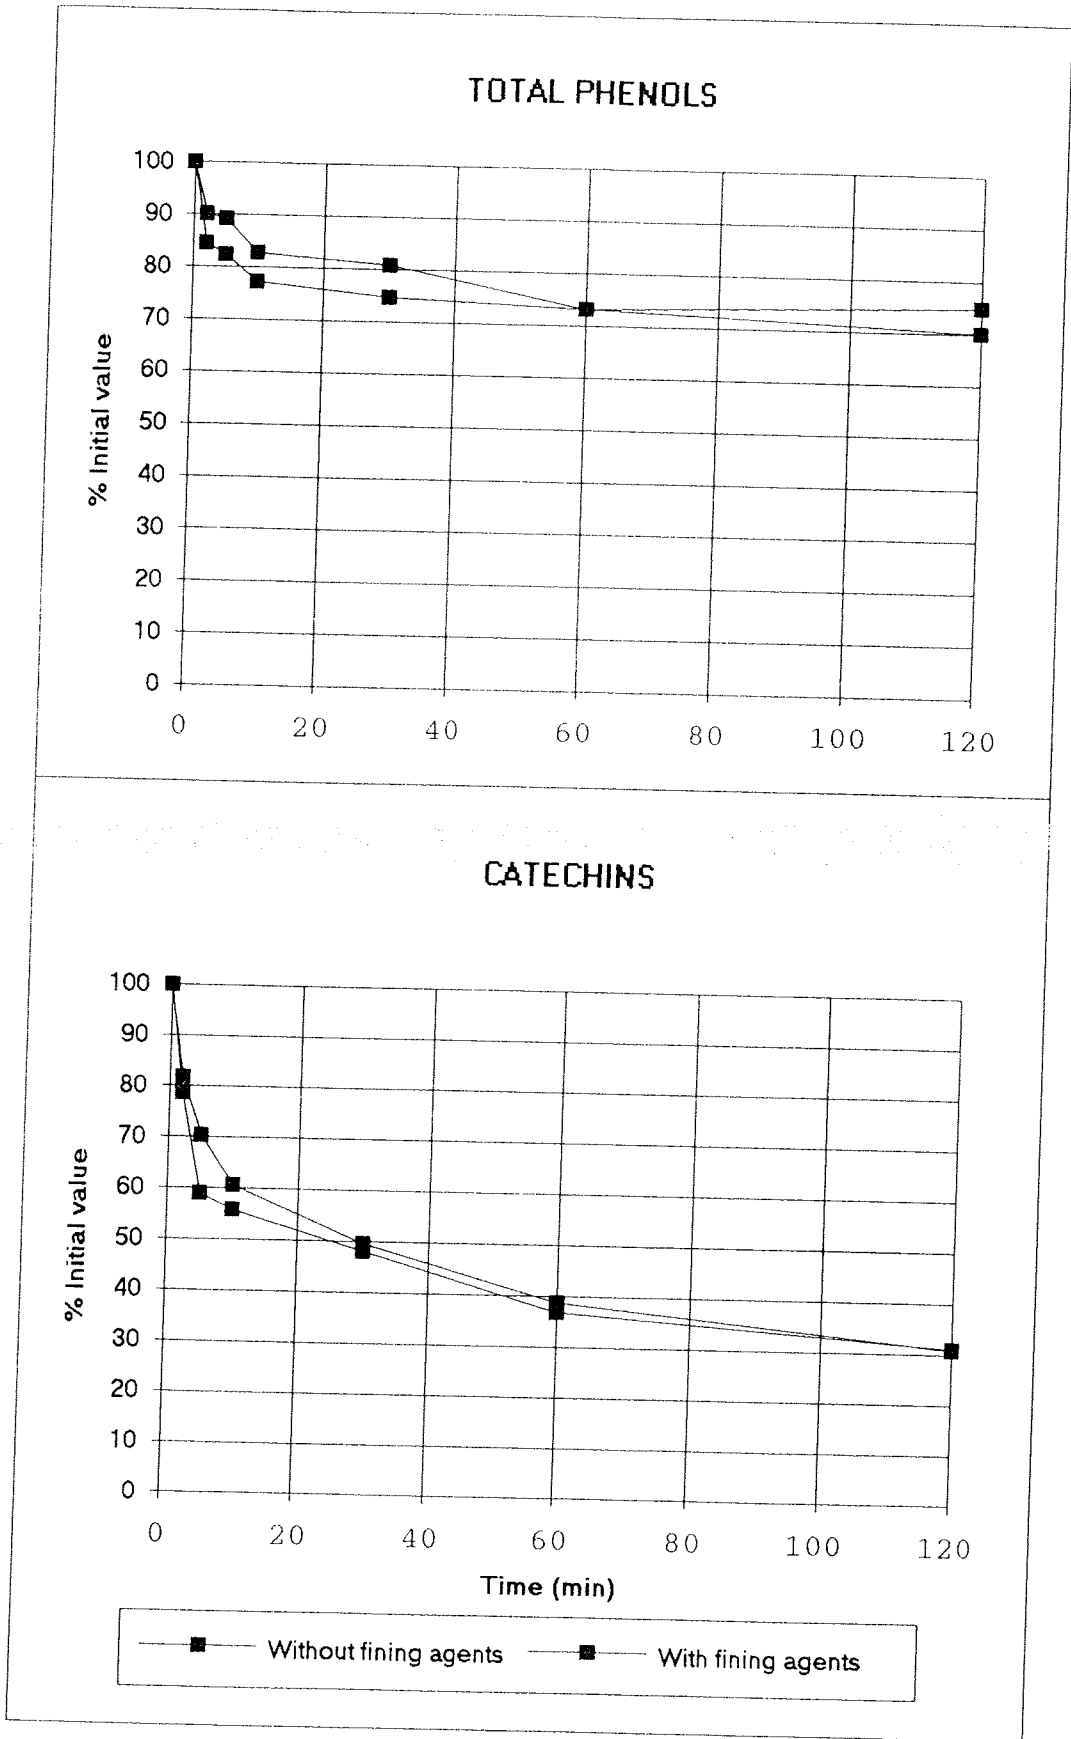 TOTAL PHENOLS
100
90
80
70
60
50
40
30
20
10
0
% Initial value
0 20 40 60 80 100 120
CATECHINS
100
90
80
70
60
50
40
30
20
10
0
% Initial value
0 20 40 60 80 100 120
Time (min)
Without fining agents With fining agents